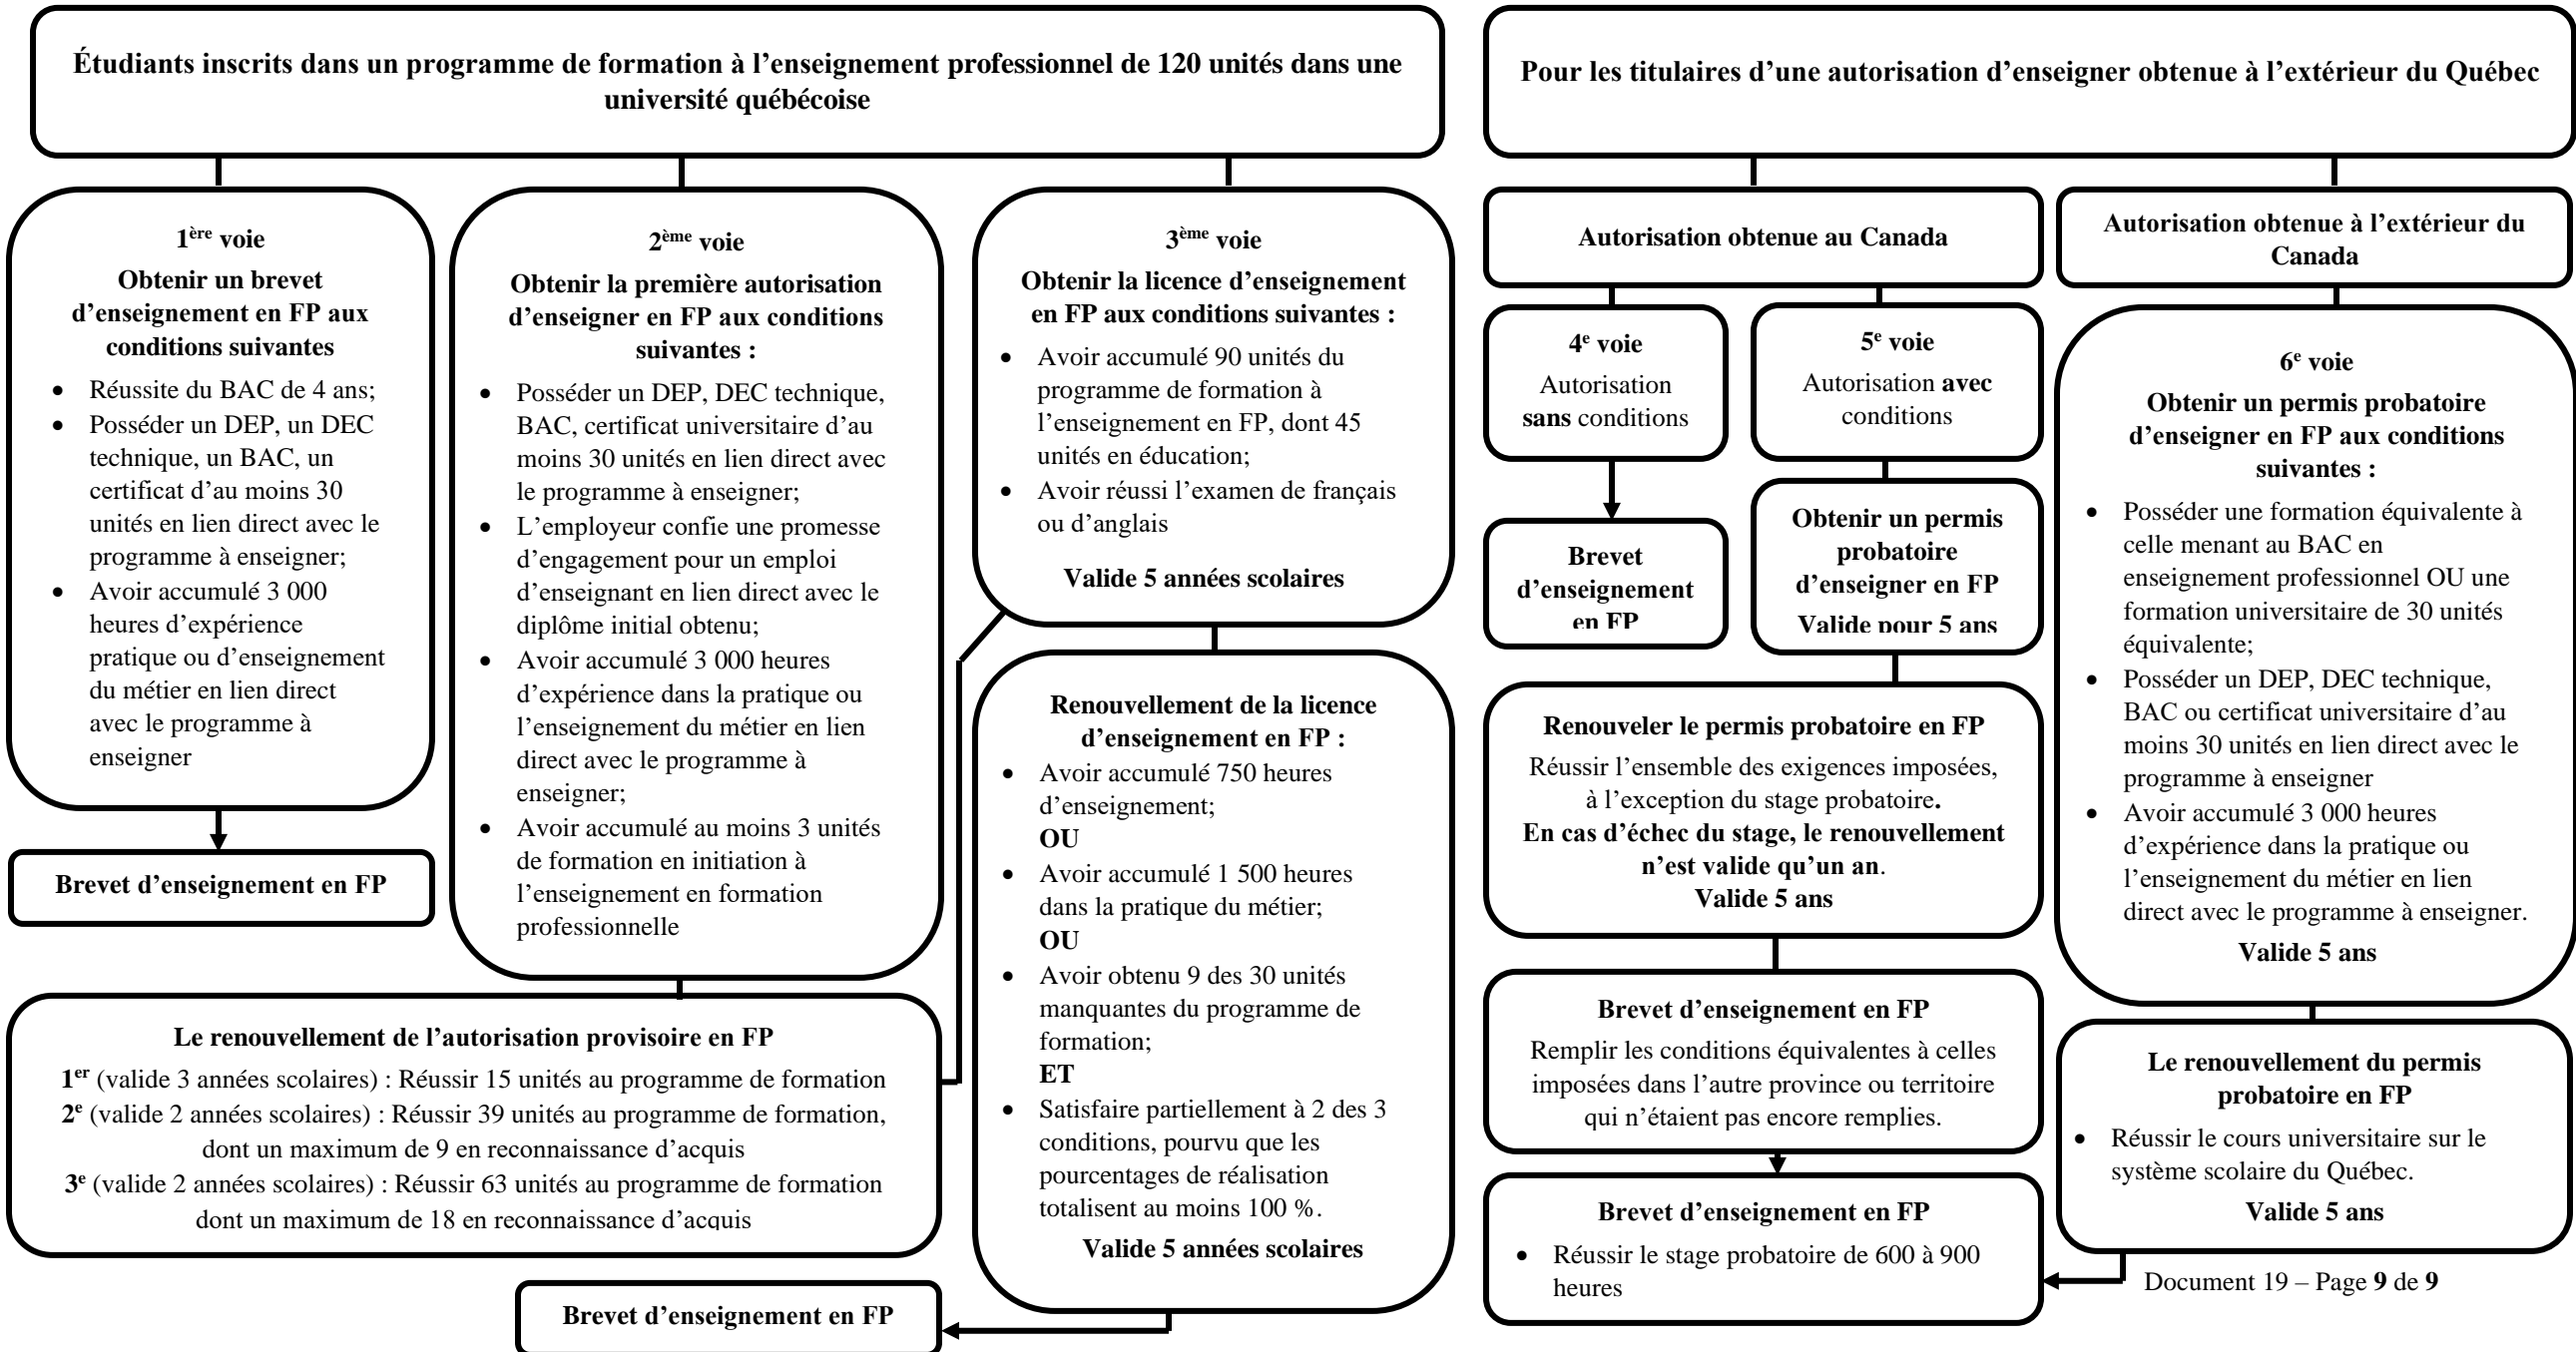 Étudiants inscrits dans un programme de formation à l’enseignement professionnel de 120 unités dans une
université québécoise
1ère voie
Obtenir un brevet
d’enseignement en FP aux
conditions suivantes
• Réussite du BAC de 4 ans;
• Posséder un DEP, un DEC
technique, un BAC, un
certificat d’au moins 30
unités en lien direct avec le
programme à enseigner;
• Avoir accumulé 3 000
heures d’expérience
pratique ou d’enseignement
du métier en lien direct
avec le programme à
enseigner
Brevet d’enseignement en FP
2ème voie
Obtenir la première autorisation
d’enseigner en FP aux conditions
suivantes :
• Posséder un DEP, DEC technique,
BAC, certificat universitaire d’au
moins 30 unités en lien direct avec
le programme à enseigner;
• L’employeur confie une promesse
d’engagement pour un emploi
d’enseignant en lien direct avec le
diplôme initial obtenu;
• Avoir accumulé 3 000 heures
d’expérience dans la pratique ou
l’enseignement du métier en lien
direct avec le programme à
enseigner;
• Avoir accumulé au moins 3 unités
de formation en initiation à
l’enseignement en formation
professionnelle
Le renouvellement de l’autorisation provisoire en FP
1er (valide 3 années scolaires) : Réussir 15 unités au programme de formation
2e (valide 2 années scolaires) : Réussir 39 unités au programme de formation,
dont un maximum de 9 en reconnaissance d’acquis
3e (valide 2 années scolaires) : Réussir 63 unités au programme de formation
dont un maximum de 18 en reconnaissance d’acquis
3ème voie
Obtenir la licence d’enseignement
en FP aux conditions suivantes :
• Avoir accumulé 90 unités du
programme de formation à
l’enseignement en FP, dont 45
unités en éducation;
• Avoir réussi l’examen de français
ou d’anglais
Valide 5 années scolaires
Renouvellement de la licence
d’enseignement en FP :
• Avoir accumulé 750 heures
d’enseignement;
OU
• Avoir accumulé 1 500 heures
dans la pratique du métier;
OU
• Avoir obtenu 9 des 30 unités
manquantes du programme de
formation;
ET
• Satisfaire partiellement à 2 des 3
conditions, pourvu que les
pourcentages de réalisation
totalisent au moins 100 %.
Valide 5 années scolaires
Brevet d’enseignement en FP
Pour les titulaires d’une autorisation d’enseigner obtenue à l’extérieur du Québec
Autorisation obtenue au Canada
4e voie
Autorisation
sans conditions
Brevet
d’enseignement
en FP
5e voie
Autorisation avec
conditions
Obtenir un permis
probatoire
d’enseigner en FP
Valide pour 5 ans
Renouveler le permis probatoire en FP
Réussir l’ensemble des exigences imposées,
à l’exception du stage probatoire.
En cas d’échec du stage, le renouvellement
n’est valide qu’un an.
Valide 5 ans
Brevet d’enseignement en FP
Remplir les conditions équivalentes à celles
imposées dans l’autre province ou territoire
qui n’étaient pas encore remplies.
Brevet d’enseignement en FP
• Réussir le stage probatoire de 600 à 900
heures
Autorisation obtenue à l’extérieur du
Canada
6e voie
Obtenir un permis probatoire
d’enseigner en FP aux conditions
suivantes :
• Posséder une formation équivalente à
celle menant au BAC en
enseignement professionnel OU une
formation universitaire de 30 unités
équivalente;
• Posséder un DEP, DEC technique,
BAC ou certificat universitaire d’au
moins 30 unités en lien direct avec le
programme à enseigner
• Avoir accumulé 3 000 heures
d’expérience dans la pratique ou
l’enseignement du métier en lien
direct avec le programme à enseigner.
Valide 5 ans
Le renouvellement du permis
probatoire en FP
• Réussir le cours universitaire sur le
système scolaire du Québec.
Valide 5 ans
Document 19 – Page 9 de 9